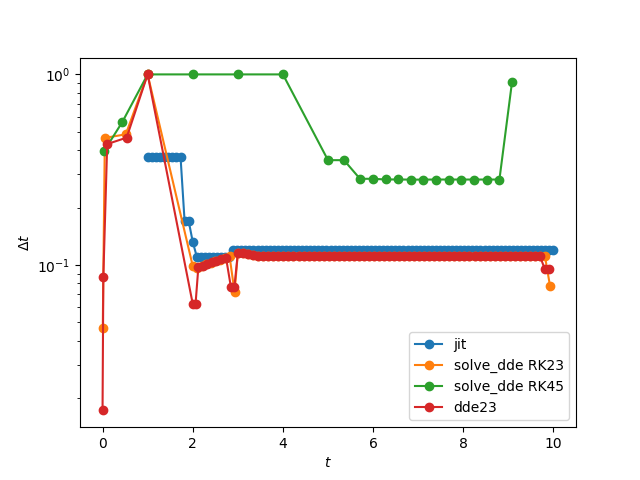 10⁰
10⁻¹
Δt
0
2
4
6
8
10
t
jit
solve_dde RK23
solve_dde RK45
dde23